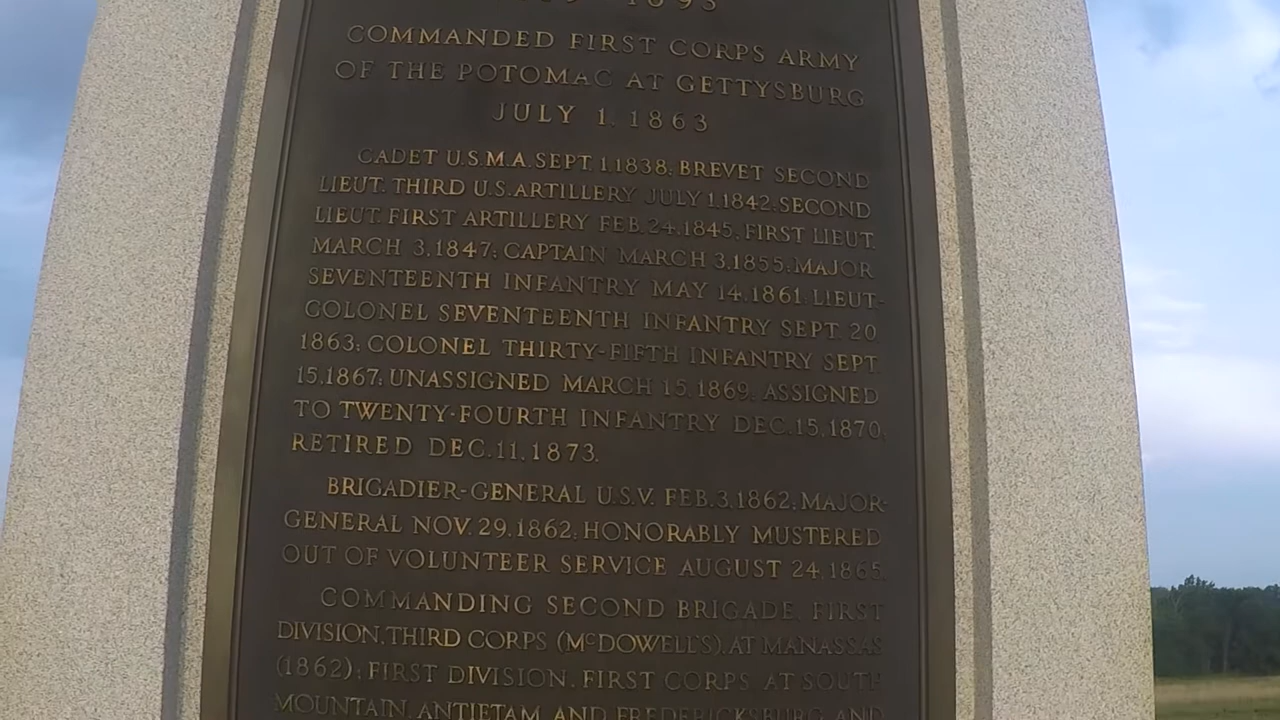 COMMANDED FIRST CORPS ARMY
OF THE POTOMAC AT GETTYSBURG
JULY 1, 1863
CADET U.S.M.A. SEPT. 1,1838; BREVET SECOND
LIEUT. THIRD U.S. ARTILLERY JULY 1,1842; SECOND
LIEUT. FIRST ARTILLERY FEB. 24,1845; FIRST LIEUT.
MARCH 3,1847; CAPTAIN MARCH 3,1855; MAJOR
SEVENTEENTH INFANTRY MAY 14,1861; LIEUT-
COLONEL SEVENTEENTH INFANTRY SEPT. 20
1863; COLONEL THIRTY-FIFTH INFANTRY SEPT.
15,1867; UNASSIGNED MARCH 15,1869; ASSIGNED
TO TWENTY-FOURTH INFANTRY DEC.15,1870;
RETIRED DEC.11,1873.
BRIGADIER-GENERAL U.S.V. FEB.3,1862; MAJOR-
GENERAL NOV. 29,1862; HONORABLY MUSTERED
OUT OF VOLUNTEER SERVICE AUGUST 24,1865.
COMMANDING SECOND BRIGADE, FIRST
DIVISION, THIRD CORPS (McDOWELL'S), AT MANASSAS
(1862); FIRST DIVISION, FIRST CORPS AT SOUTH
MOUNTAIN, ANTIETAM AND FREDERICKSBURG AND